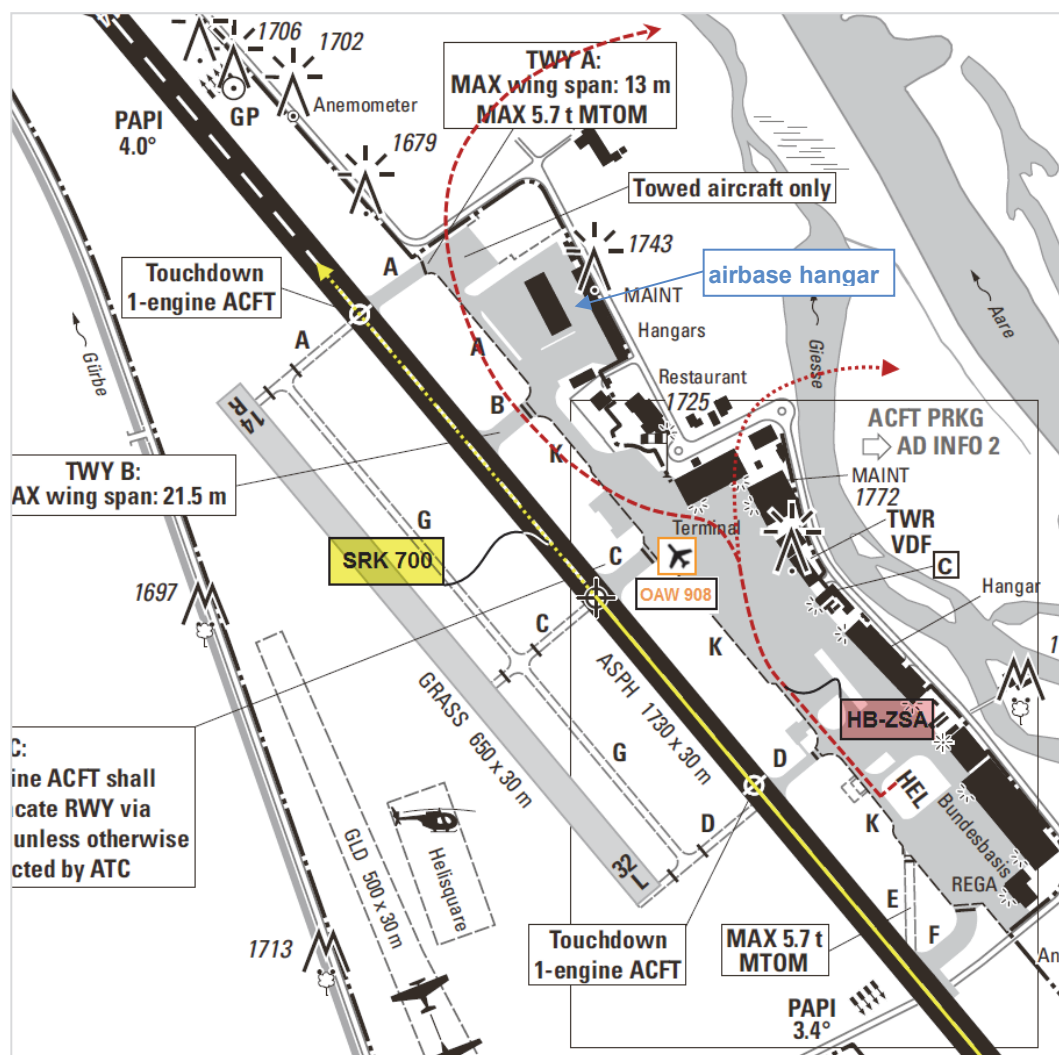 1706
1702
TWY A:
MAX wing span: 13 m
MAX 5.7 t MTOM
PAPI
4.0°
GP
Anemometer
1679
Towed aircraft only
1743
A
Touchdown
1-engine ACFT
airbase hangar
MAINT
Hangars
Aare
Giesse
Gürbe
A
A
Restaurant
1725
B
14
R
ACFT PRKG
AD INFO 2
K
TWY B:
AX wing span: 21.5 m
MAINT
1772
G
Terminal
TWR
VDF
SRK 700
C
C
OAW 908
Hangar
1697
C
K
ASPH 1730 x 30 m
GRASS 650 x 30 m
HB-ZSA
C:
ine ACFT shall
cate RWY via
unless otherwise
cted by ATC
G
D
HEL
D
K
Bundesbasis
GLD 500 x 30 m
Helisquare
32
L
REGA
E
1713
Touchdown
1-engine ACFT
MAX 5.7 t
MTOM
F
An
PAPI
3.4°